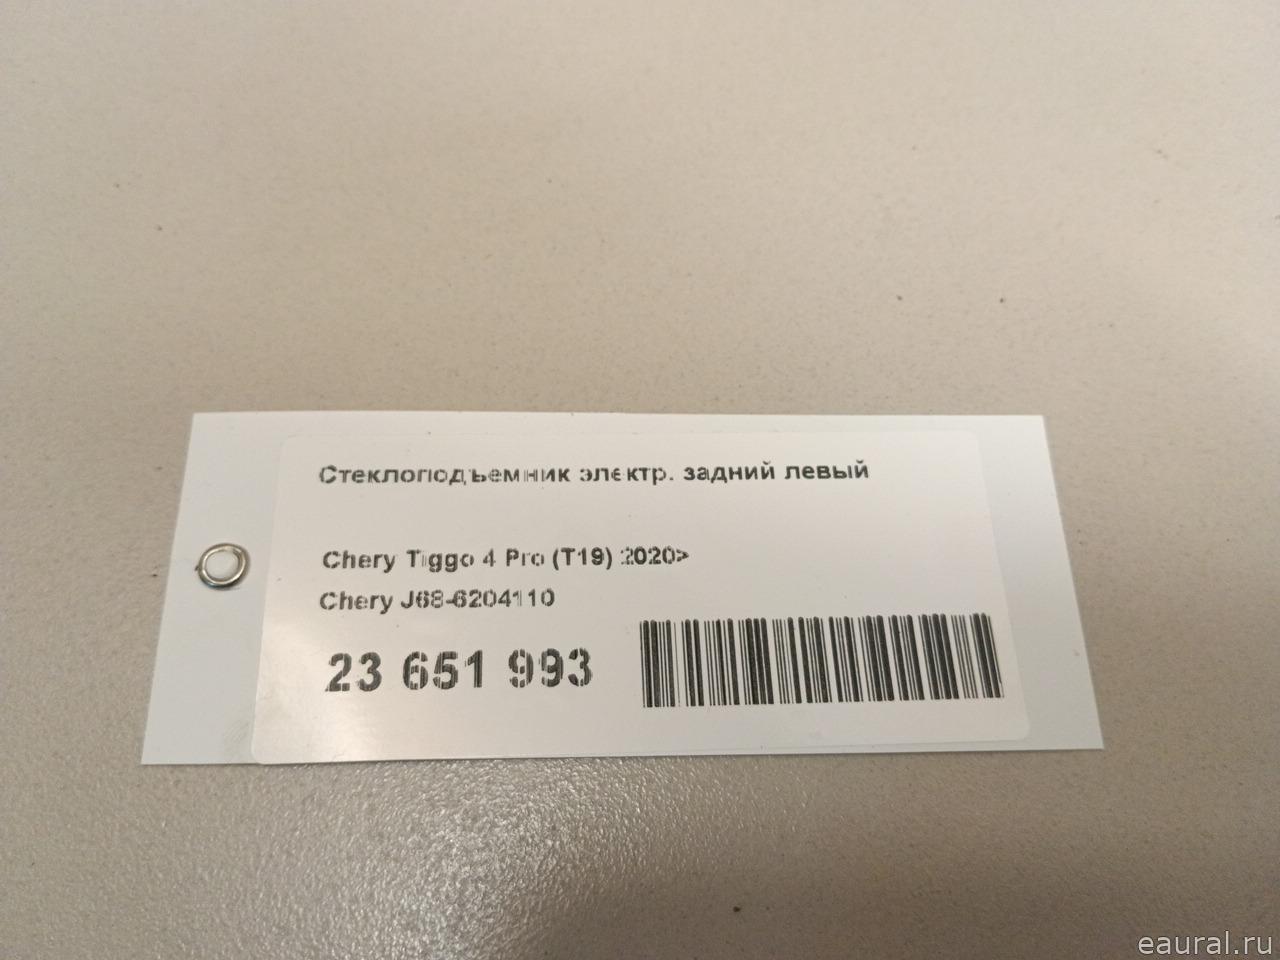 Стеклоподъемник электр. задний левый
Chery Tiggo 4 Pro (T19) 2020>
Chery J68-6204110
23 651 993
eaural.ru